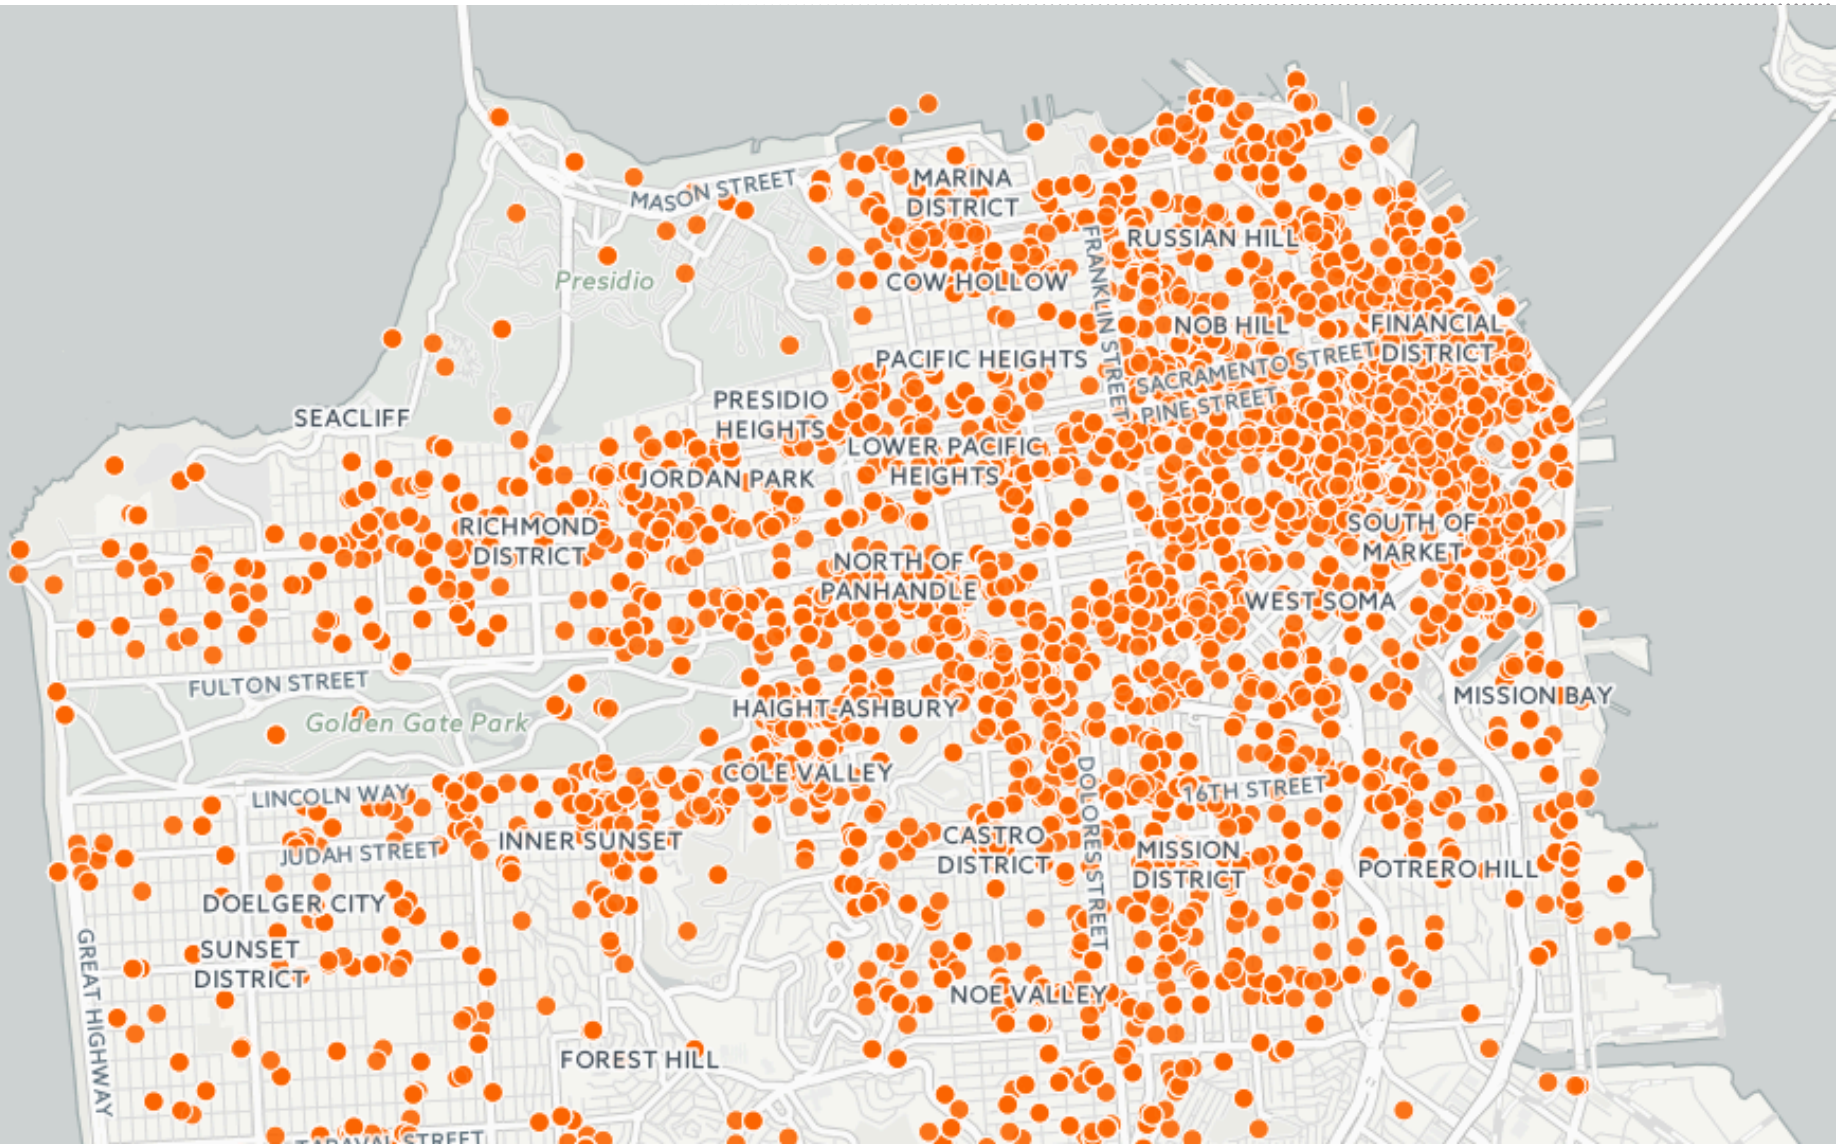 MASON STREET
MARINA
DISTRICT
RUSSIAN HILL
Presidio
COW HOLLOW
FRANKLIN STREET
NOB HILL
FINANCIAL
DISTRICT
PACIFIC HEIGHTS
SACRAMENTO STREET
PINE STREET
PRESIDIO
HEIGHTS
SEACLIFF
LOWER PACIFIC
HEIGHTS
JORDAN PARK
RICHMOND
DISTRICT
SOUTH OF
MARKET
NORTH OF
PANHANDLE
WEST SOMA
FULTON STREET
Golden Gate Park
HAIGHT-ASHBURY
MISSION BAY
COLE VALLEY
LINCOLN WAY
16TH STREET
DOLORES STREET
INNER SUNSET
JUDAH STREET
CASTRO
DISTRICT
MISSION
DISTRICT
POTRERO HILL
DOELGER CITY
SUNSET
DISTRICT
GREAT HIGHWAY
NOE VALLEY
FOREST HILL
TARAVAL STREET